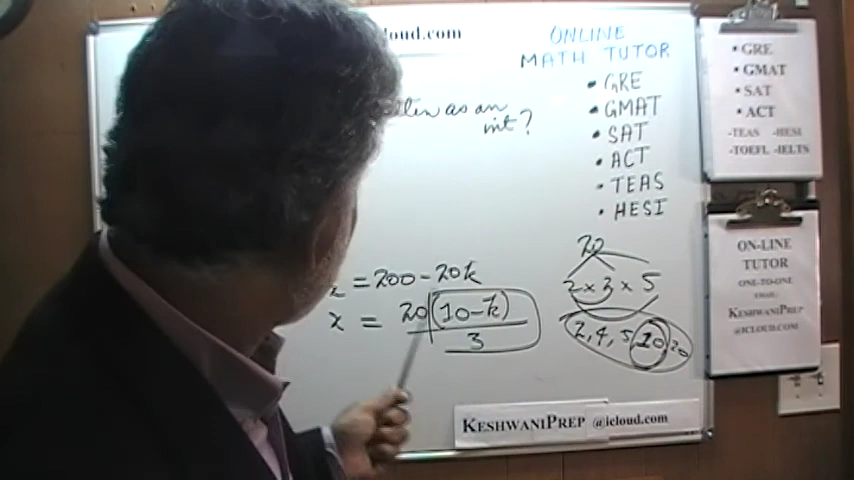 loud.com
ONLINE
MATH TUTOR
• GRE
• GMAT
• SAT
• ACT
• TEAS
• HESI
as an
int?
= 200 - 20k
x = 20 (10 - k)
3
20
2 x 2 x 5
2, 4, 5, 10, 20
KESHWANIPREP @icloud.com
• GRE
• GMAT
• SAT
• ACT
-TEAS -HESI
-TOEFL -IELTS
ON-LINE
TUTOR
ONE-TO-ONE
EMAIL:
KESHWANIPREP
@ICLOUD.COM